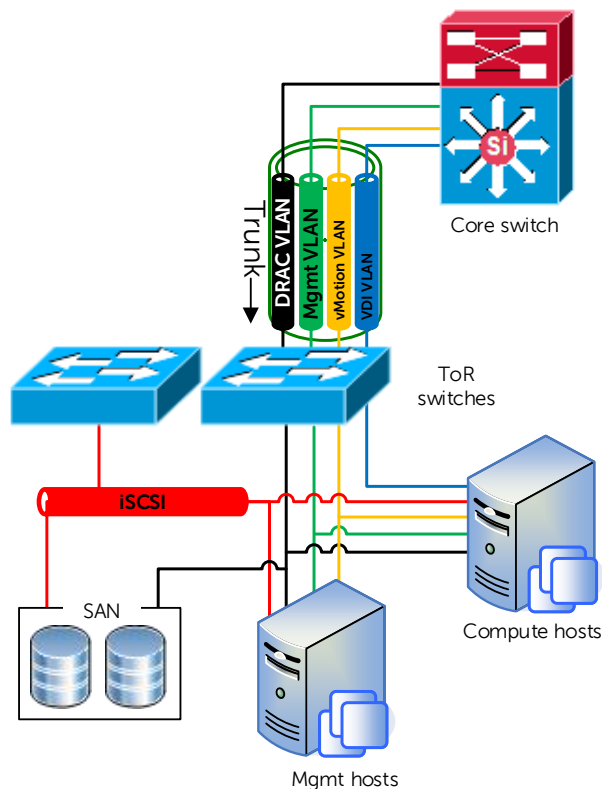 Si
Core switch
Trunk
DRAC VLAN
Mgmt VLAN
vMotion VLAN
VDI VLAN
ToR
switches
iSCSI
SAN
Compute hosts
Mgmt hosts